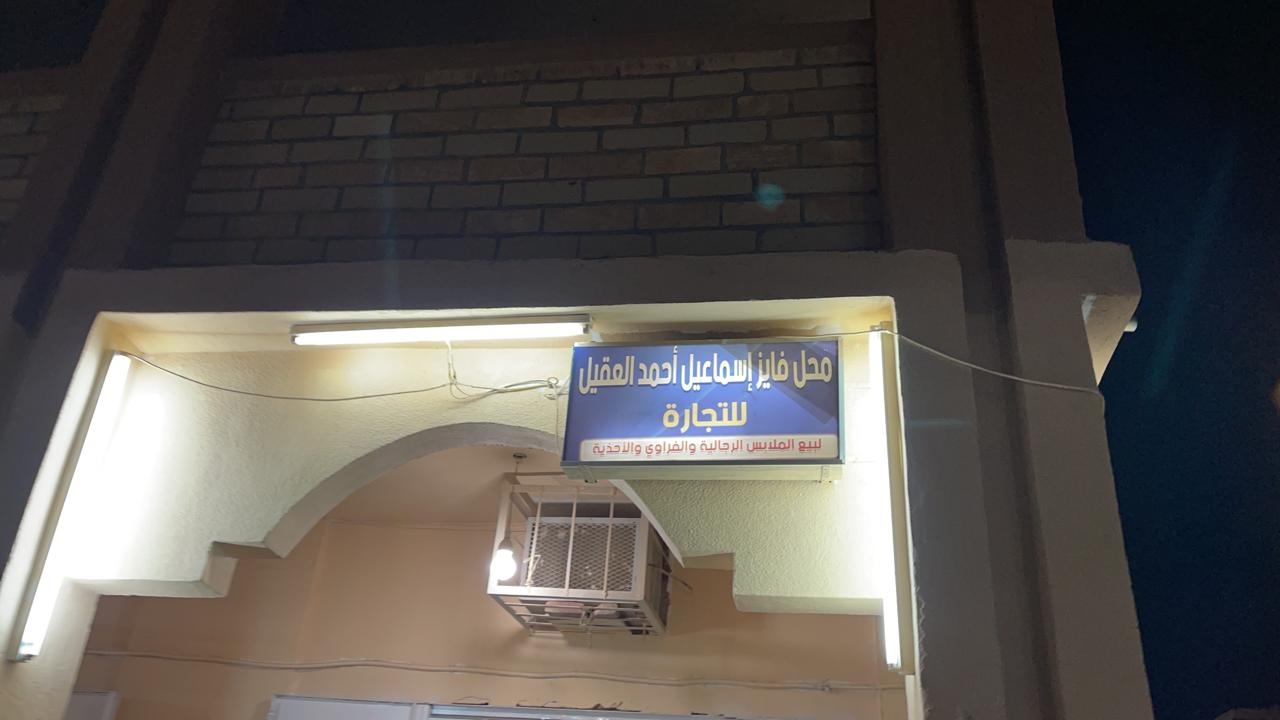 محل فايز إسماعيل أحمد العقيل
للتجارة
لبيع الملابس الرجالية والفراوي والأحذية